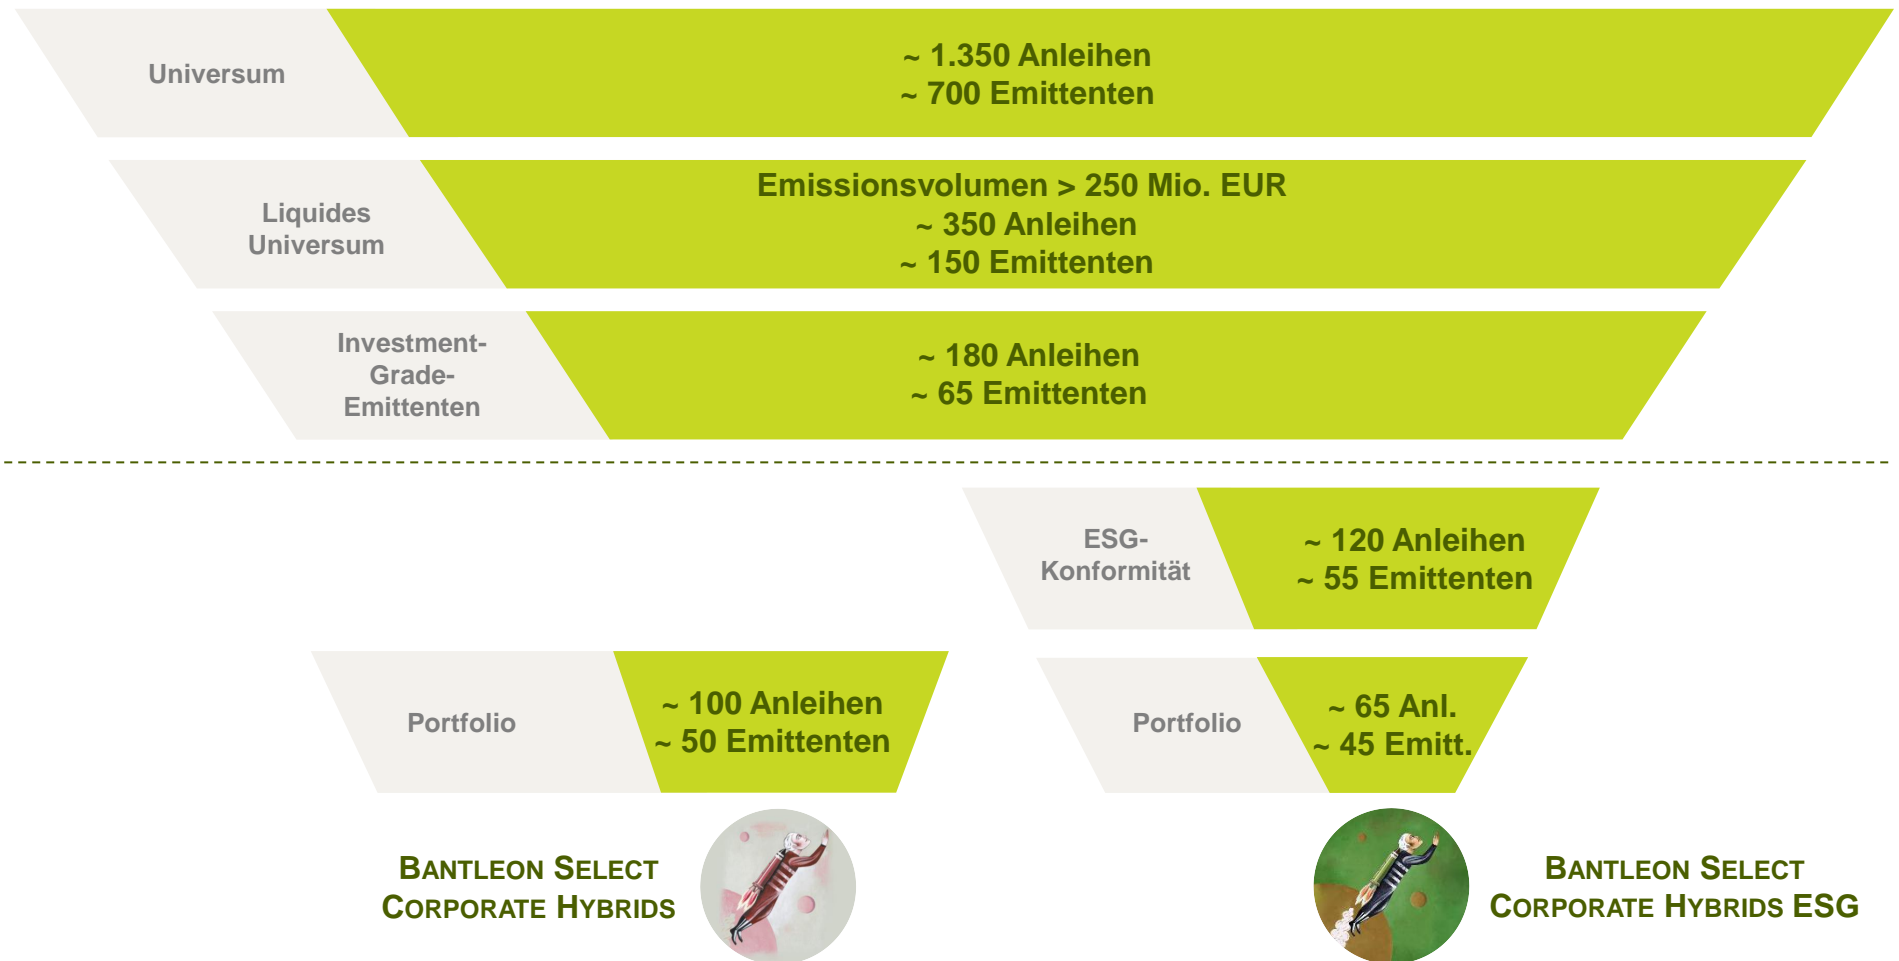 Universum
~ 1.350 Anleihen
~ 700 Emittenten
Liquides
Universum
Emissionsvolumen > 250 Mio. EUR
~ 350 Anleihen
~ 150 Emittenten
Investment-
Grade-
Emittenten
~ 180 Anleihen
~ 65 Emittenten
ESG-
Konformität
~ 120 Anleihen
~ 55 Emittenten
Portfolio
~ 100 Anleihen
~ 50 Emittenten
Portfolio
~ 65 Anl.
~ 45 Emitt.
BANTLEON SELECT
CORPORATE HYBRIDS
BANTLEON SELECT
CORPORATE HYBRIDS ESG